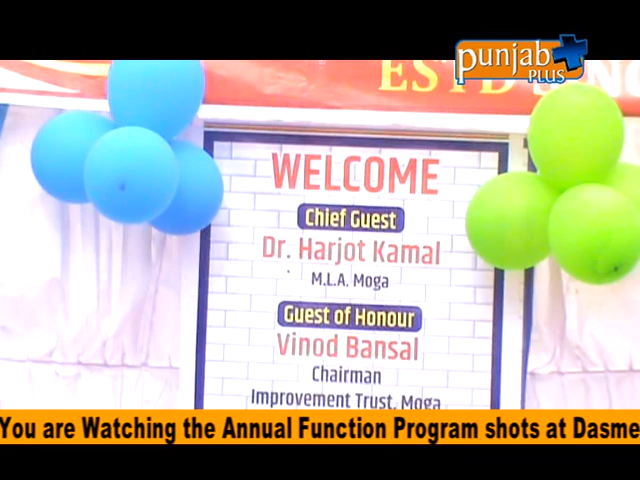 punjab
PLUS
ESTD
WELCOME
Chief Guest
Dr. Harjot Kamal
M.L.A. Moga
Guest of Honour
Vinod Bansal
Chairman
Improvement Trust, Moga
You are Watching the Annual Function Program shots at Dasme